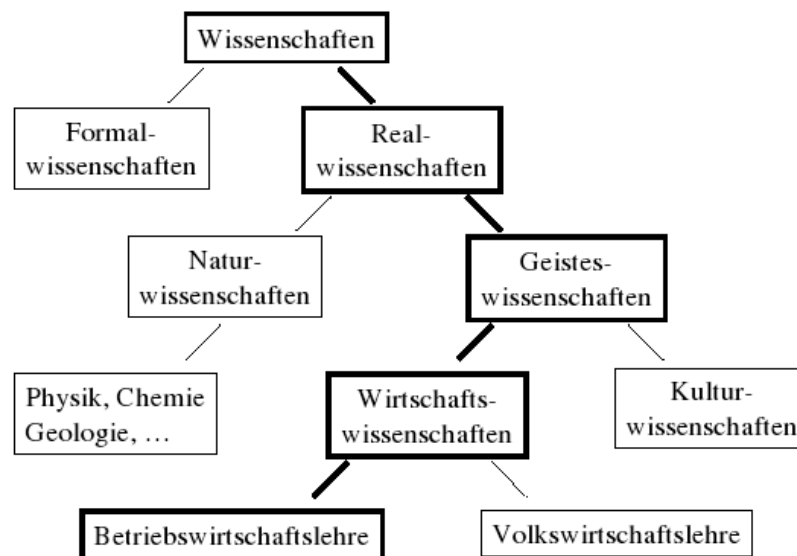 Wissenschaften
Formal-
wissenschaften
Real-
wissenschaften
Natur-
wissenschaften
Geistes-
wissenschaften
Physik, Chemie
Geologie, …
Wirtschafts-
wissenschaften
Kultur-
wissenschaften
Betriebswirtschaftslehre
Volkswirtschaftslehre